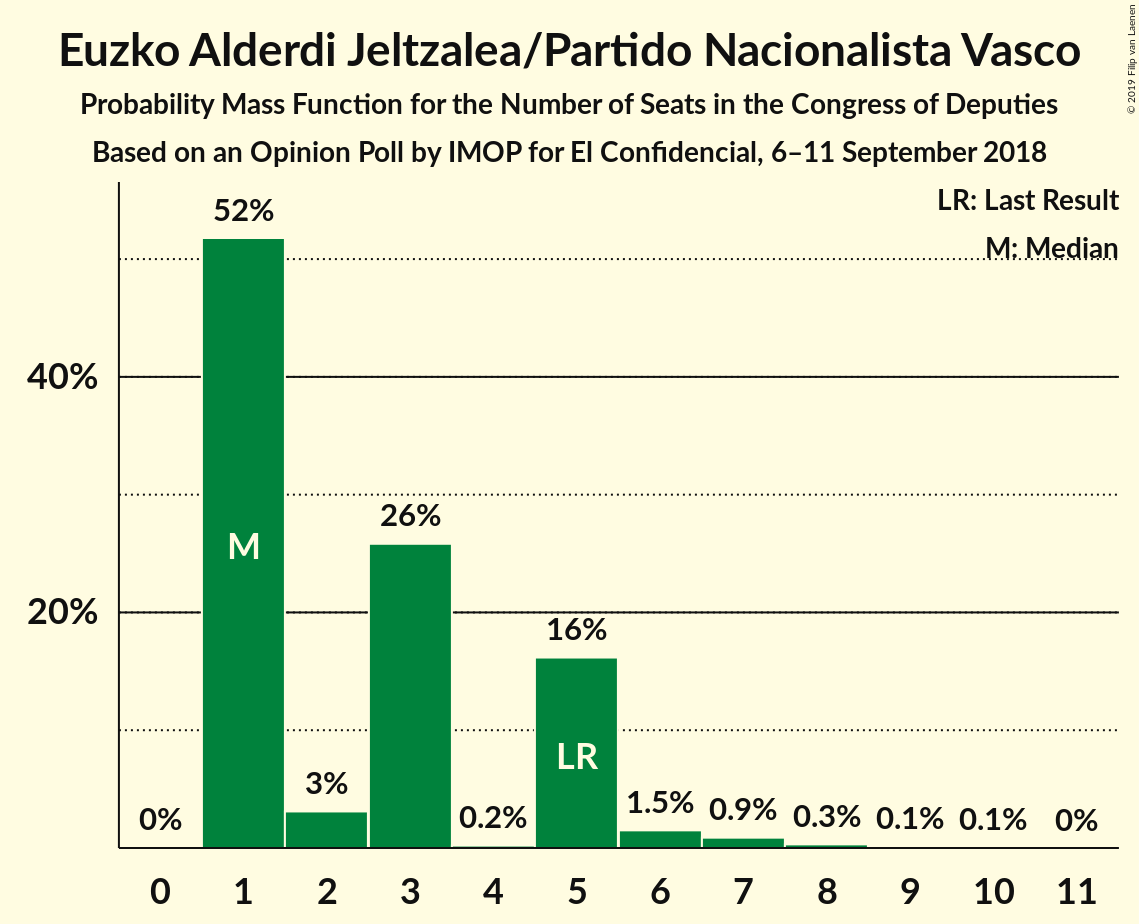 Euzko Alderdi Jeltzalea/Partido Nacionalista Vasco
Probability Mass Function for the Number of Seats in the Congress of Deputies
Based on an Opinion Poll by IMOP for El Confidencial, 6–11 September 2018
© 2019 Filip van Laenen
LR: Last Result
M: Median
52%
40%
26%
M
20%
16%
LR
3%
0%
0.2%
1.5%
0.9%
0.3%
0.1%
0.1%
0%
0 1 2 3 4 5 6 7 8 9 10 11